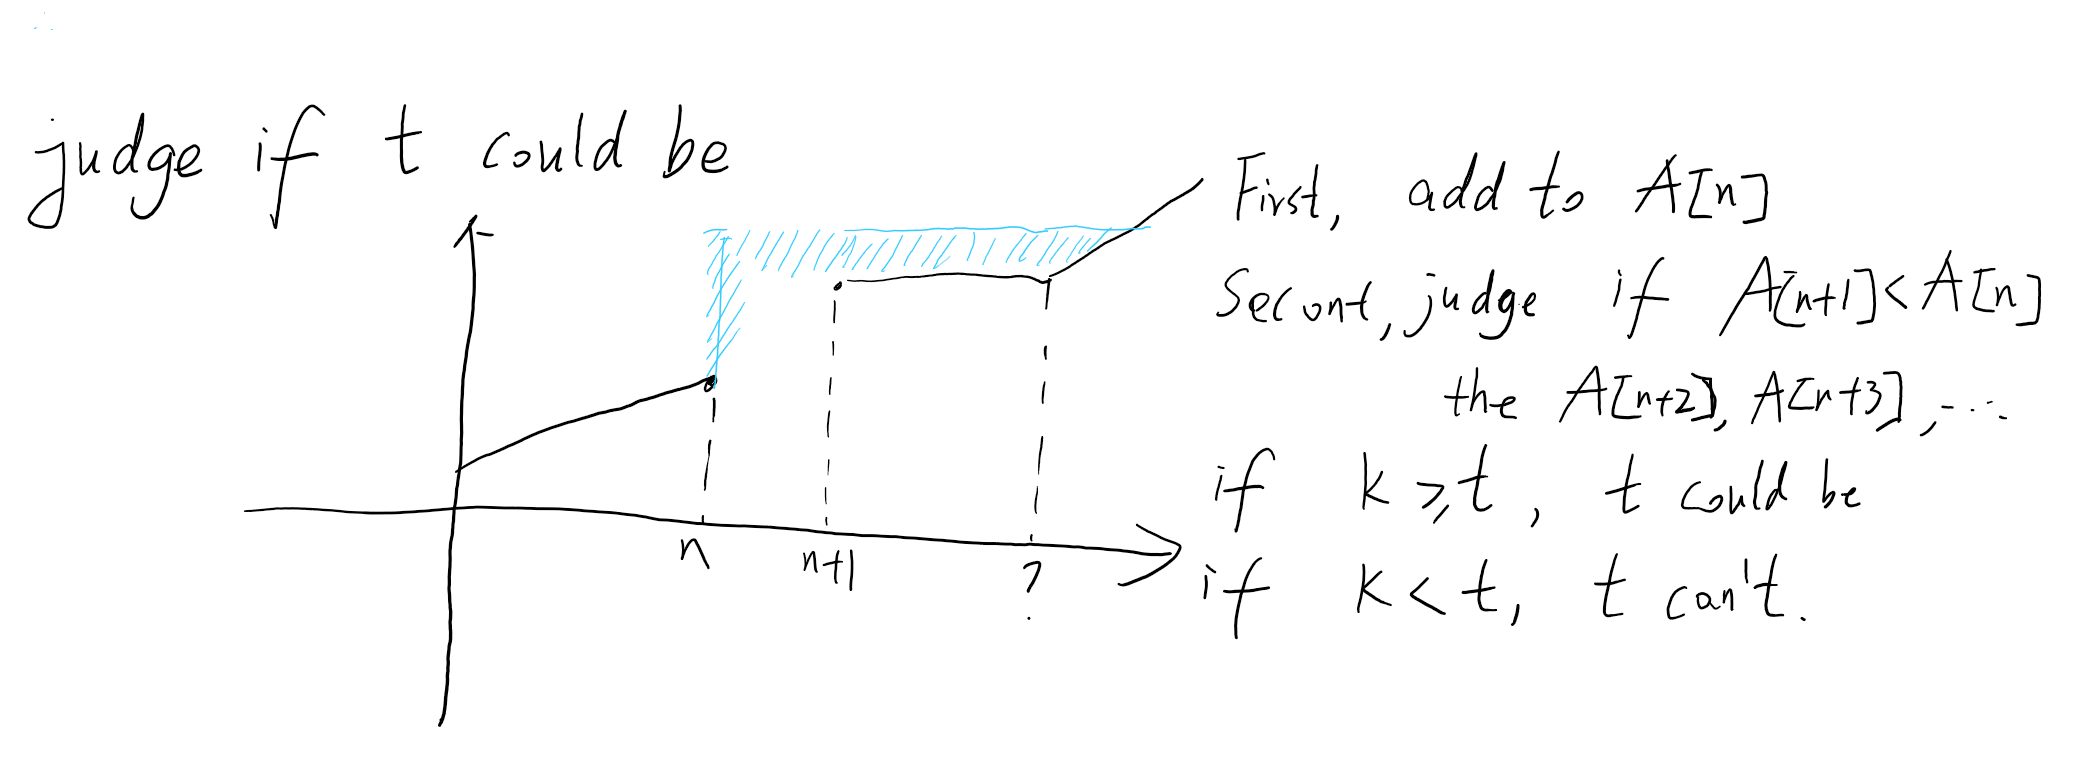 judge if t could be
First, add to A[n]
Secont, judge if A[n+1]<A[n]
the A[n+2], A[n+3], ...
if k⩾t, t could be
if k<t, t can't.
n n+1 ?